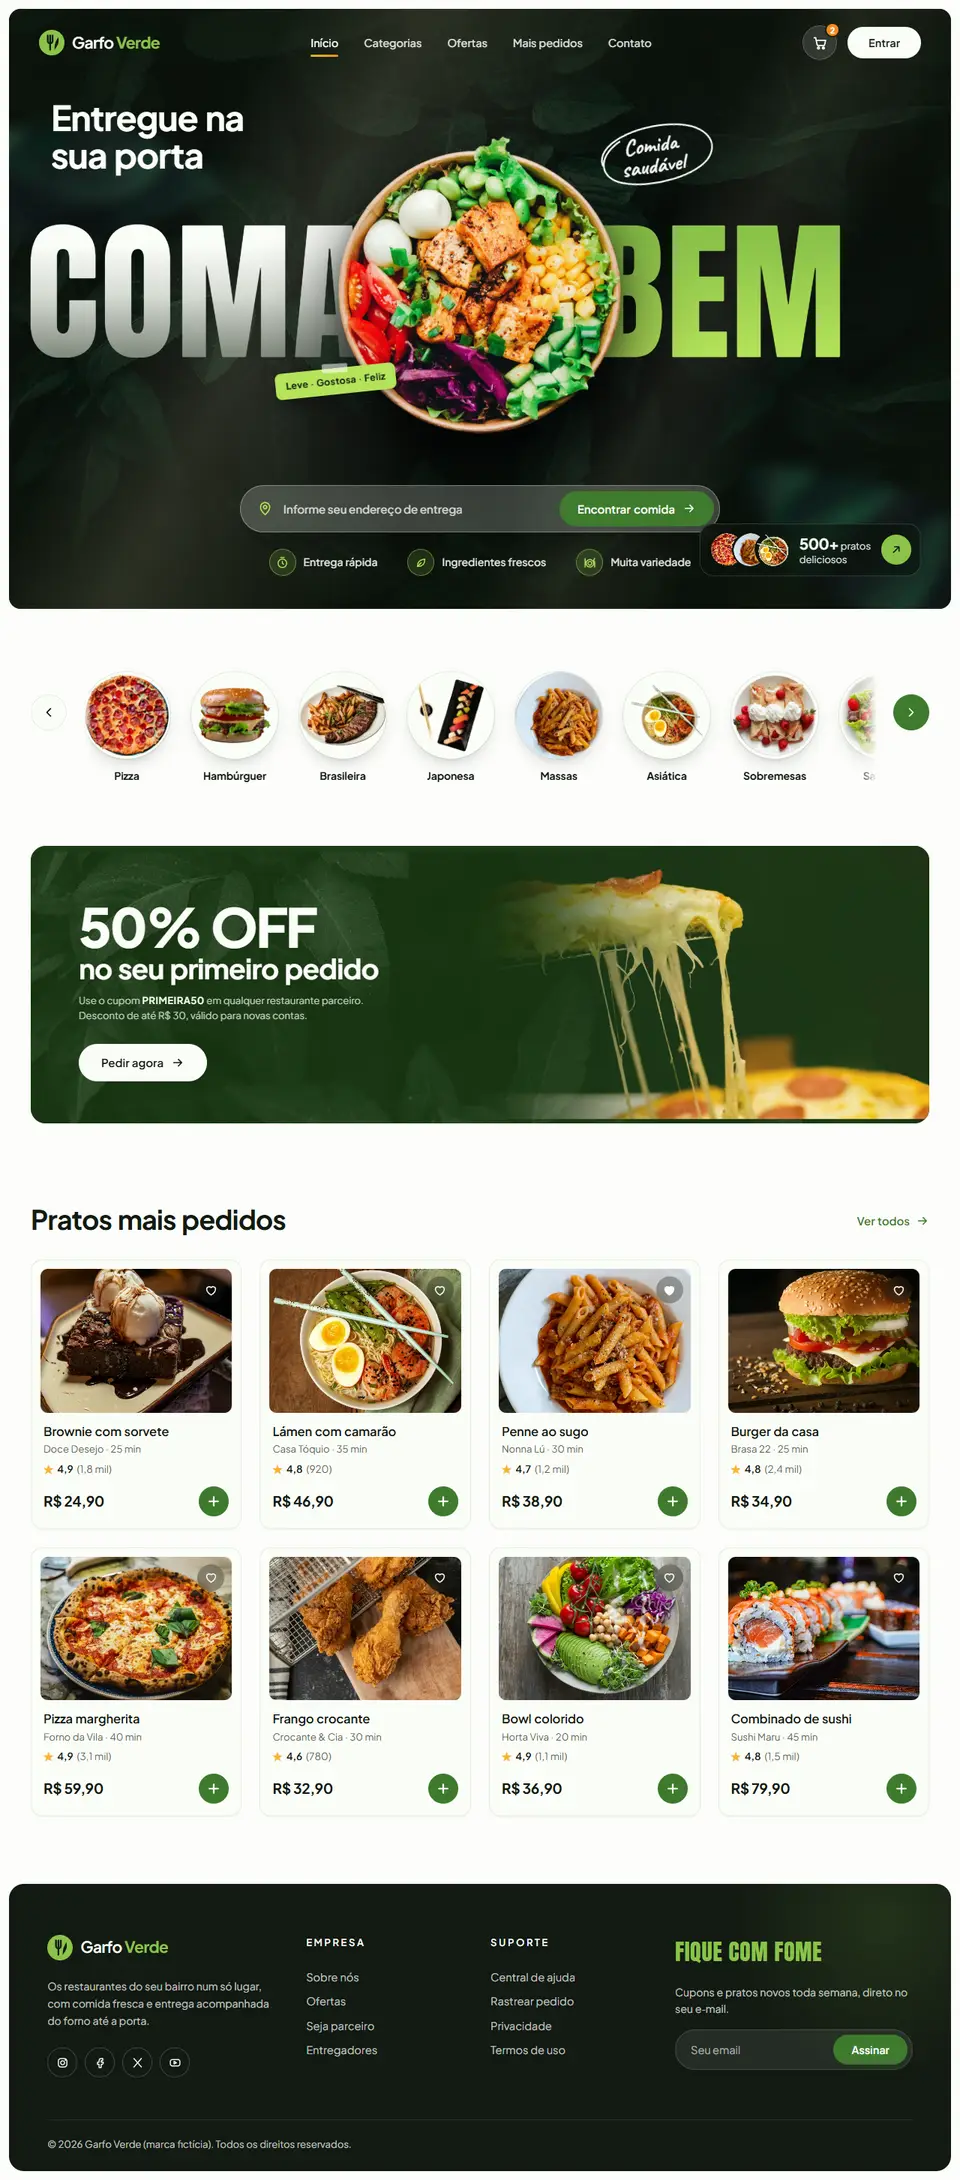 Garfo Verde
Início
Categorias
Ofertas
Mais pedidos
Contato
2
Entrar
Entregue na
sua porta
Comida
saudável
COMA
BEM
Leve · Gostosa · Feliz
Informe seu endereço de entrega
Encontrar comida
Entrega rápida
Ingredientes frescos
Muita variedade
500+ pratos
deliciosos
Pizza
Hambúrguer
Brasileira
Japonesa
Massas
Asiática
Sobremesas
Sa
50% OFF
no seu primeiro pedido
Use o cupom PRIMEIRA50 em qualquer restaurante parceiro.
Desconto de até R$ 30, válido para novas contas.
Pedir agora
Pratos mais pedidos
Ver todos
Brownie com sorvete
Doce Desejo · 25 min
4,9 (1,8 mil)
R$ 24,90
Lámen com camarão
Casa Tóquio · 35 min
4,8 (920)
R$ 46,90
Penne ao sugo
Nonna Lú · 30 min
4,7 (1,2 mil)
R$ 38,90
Burger da casa
Brasa 22 · 25 min
4,8 (2,4 mil)
R$ 34,90
Pizza margherita
Forno da Vila · 40 min
4,9 (3,1 mil)
R$ 59,90
Frango crocante
Crocante & Cia · 30 min
4,6 (780)
R$ 32,90
Bowl colorido
Horta Viva · 20 min
4,9 (1,1 mil)
R$ 36,90
Combinado de sushi
Sushi Maru · 45 min
4,8 (1,5 mil)
R$ 79,90
Garfo Verde
Os restaurantes do seu bairro num só lugar,
com comida fresca e entrega acompanhada
do forno até a porta.
EMPRESA
Sobre nós
Ofertas
Seja parceiro
Entregadores
SUPORTE
Central de ajuda
Rastrear pedido
Privacidade
Termos de uso
FIQUE COM FOME
Cupons e pratos novos toda semana, direto no
seu e-mail.
Seu email
Assinar
© 2026 Garfo Verde (marca fictícia). Todos os direitos reservados.